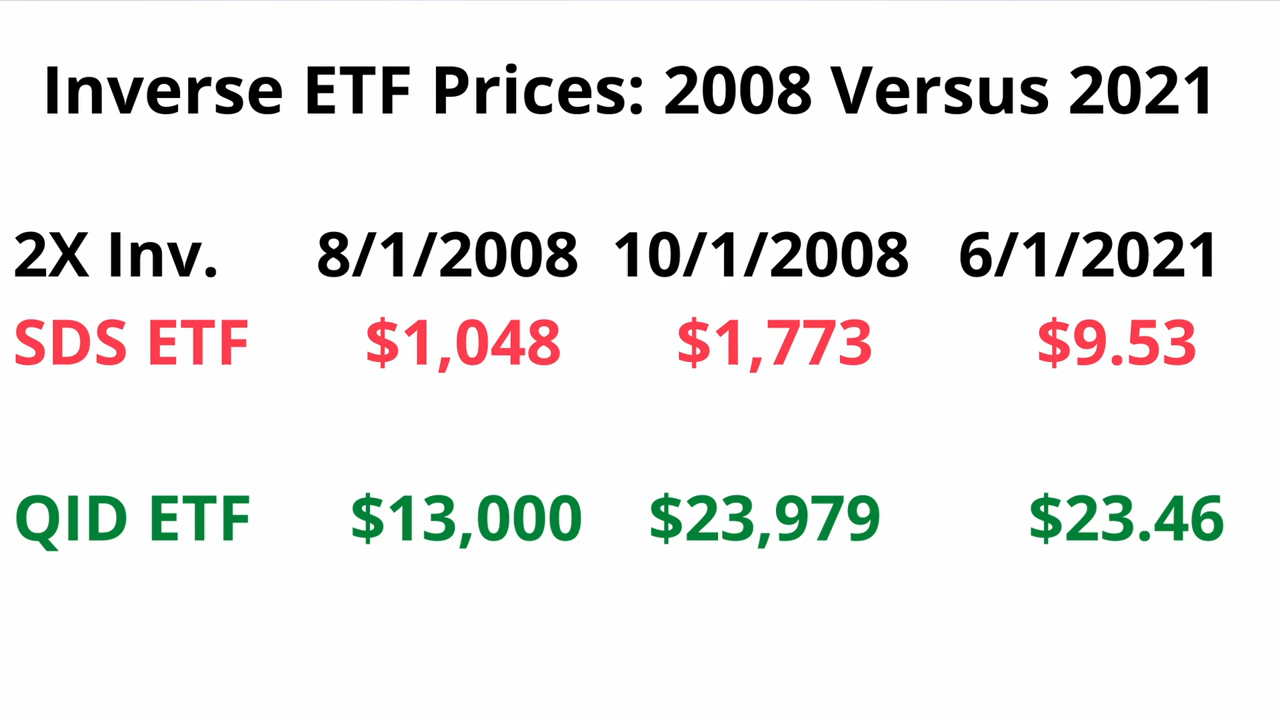 Inverse ETF Prices: 2008 Versus 2021
2X Inv. 8/1/2008 10/1/2008 6/1/2021
SDS ETF $1,048 $1,773 $9.53
QID ETF $13,000 $23,979 $23.46